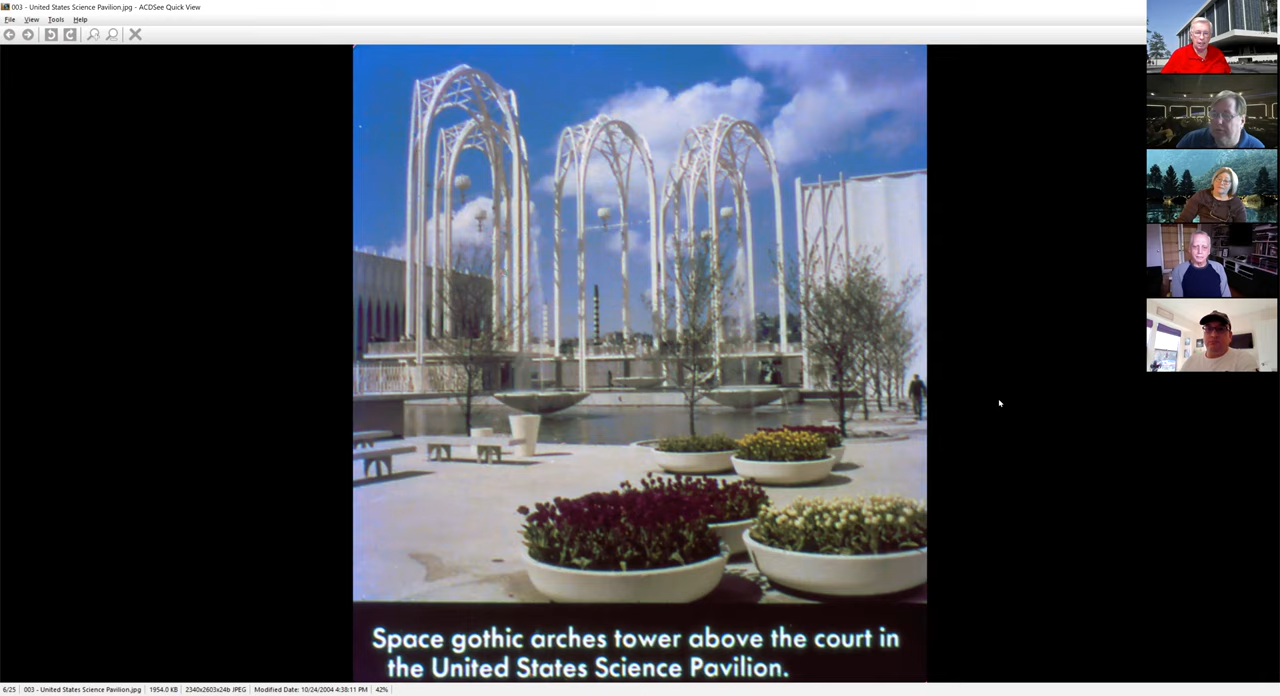 003 - United States Science Pavilion.jpg - ACDSee Quick View
File View Tools Help
Space gothic arches tower above the court in
the United States Science Pavilion.
6/25 003 - United States Science Pavilion.jpg 1954.0 KB 2340x2603x24b JPEG Modified Date: 10/24/2004 4:38:11 PM 42%